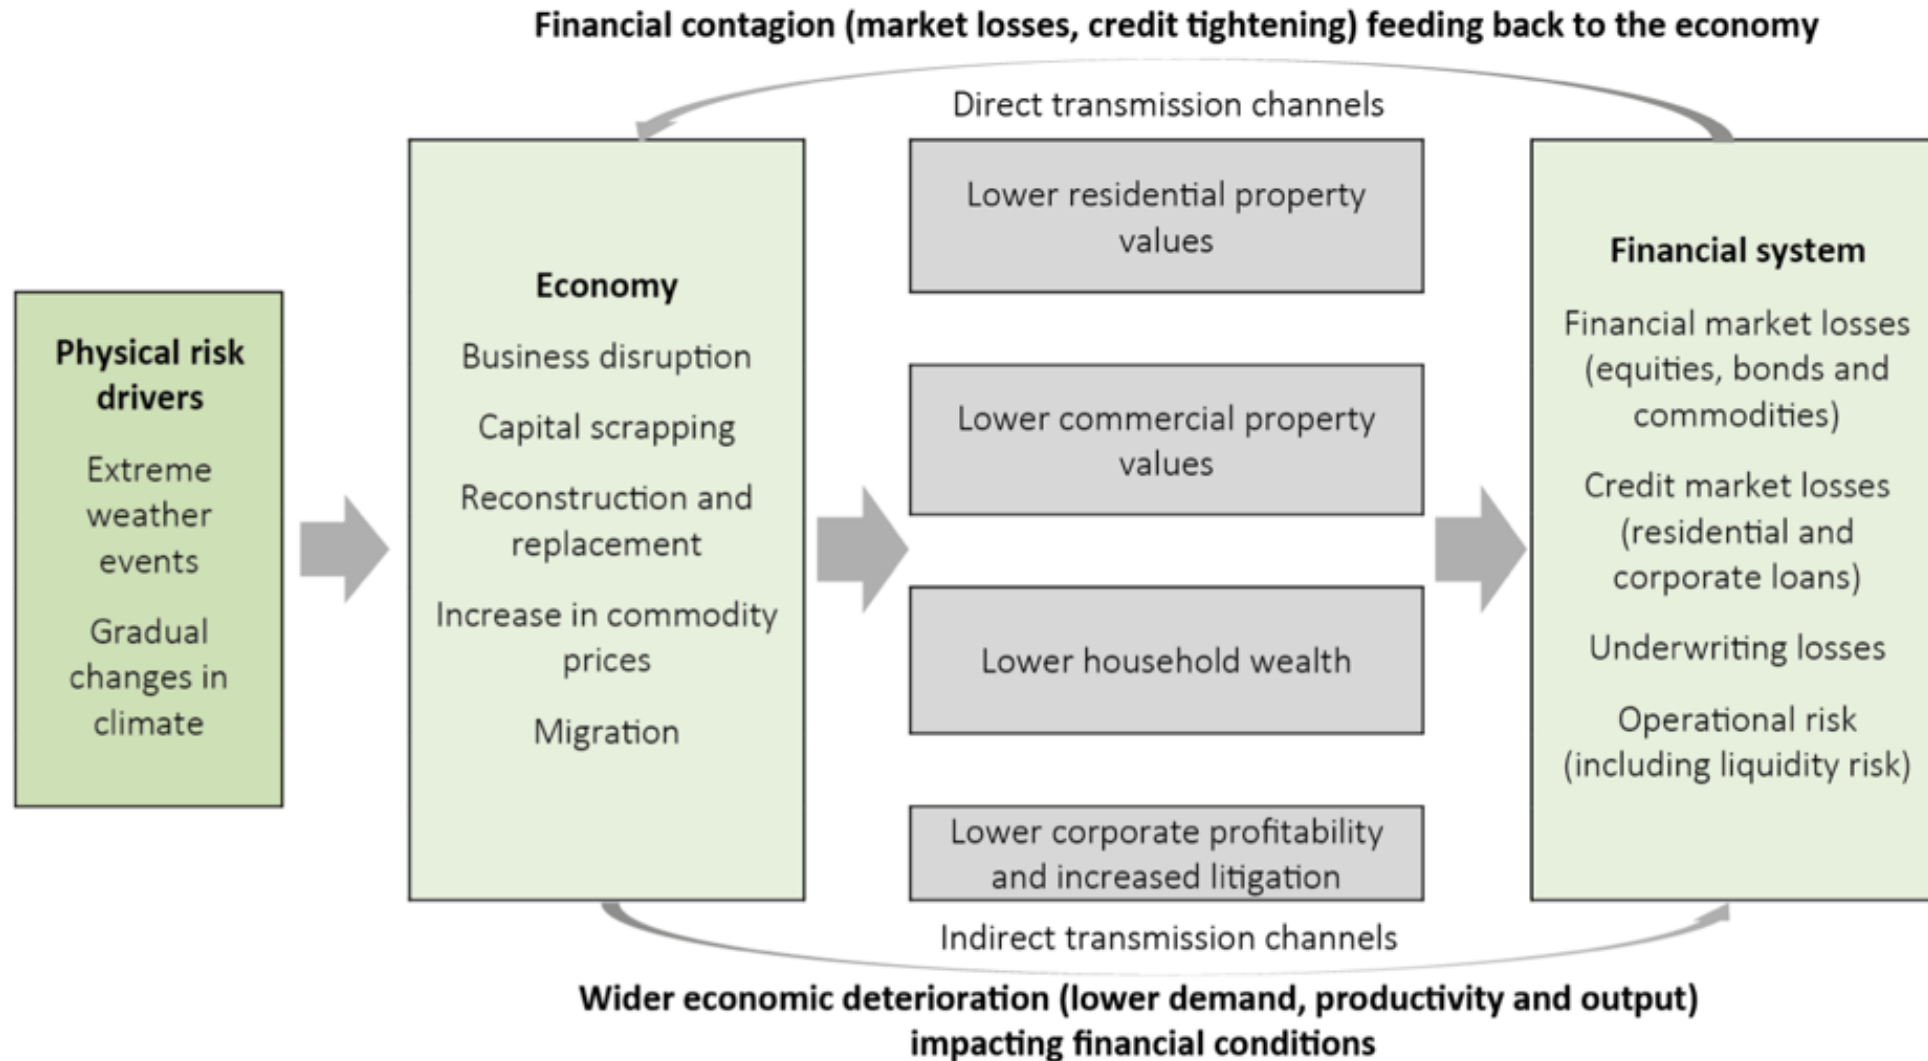 Financial contagion (market losses, credit tightening) feeding back to the economy
Physical risk
drivers
Extreme
weather
events
Gradual
changes in
climate
Economy
Business disruption
Capital scrapping
Reconstruction and
replacement
Increase in commodity
prices
Migration
Direct transmission channels
Lower residential property
values
Lower commercial property
values
Lower household wealth
Lower corporate profitability
and increased litigation
Indirect transmission channels
Financial system
Financial market losses
(equities, bonds and
commodities)
Credit market losses
(residential and
corporate loans)
Underwriting losses
Operational risk
(including liquidity risk)
Wider economic deterioration (lower demand, productivity and output)
impacting financial conditions